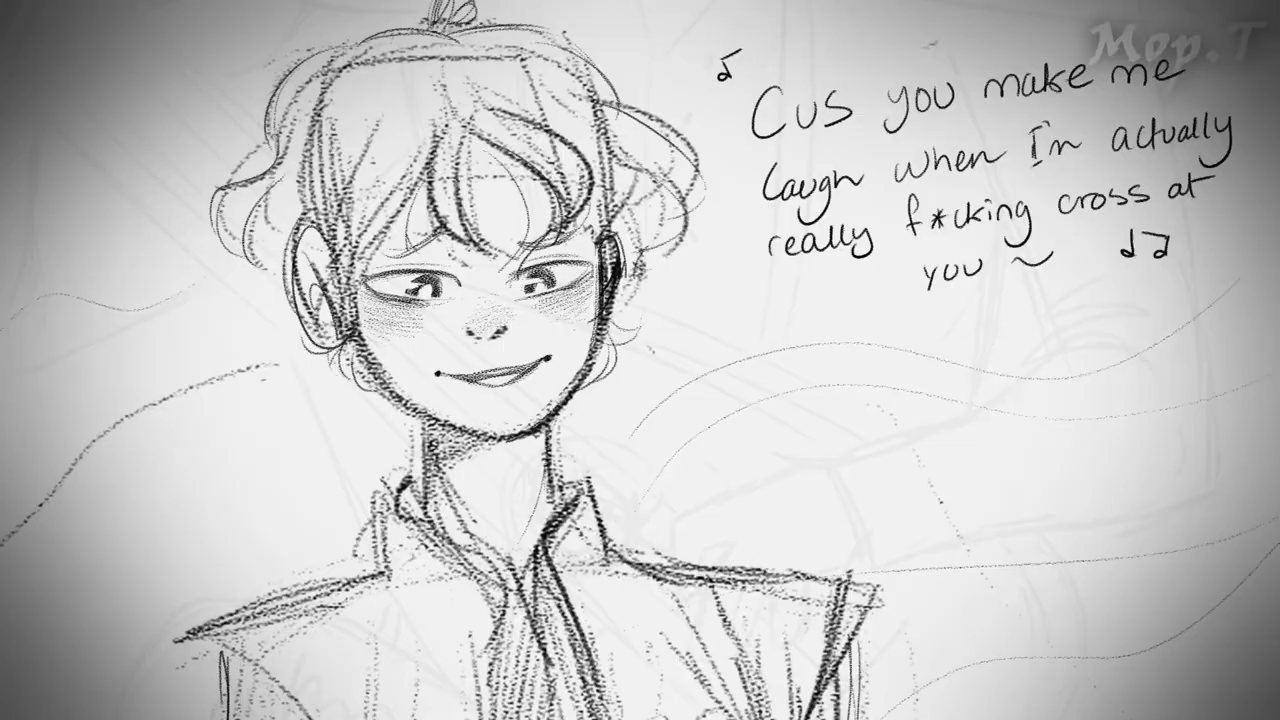 Mop.T
♪ Cus you make me
laugh when I'm actually
really f*cking cross at
you ~ ♩♫